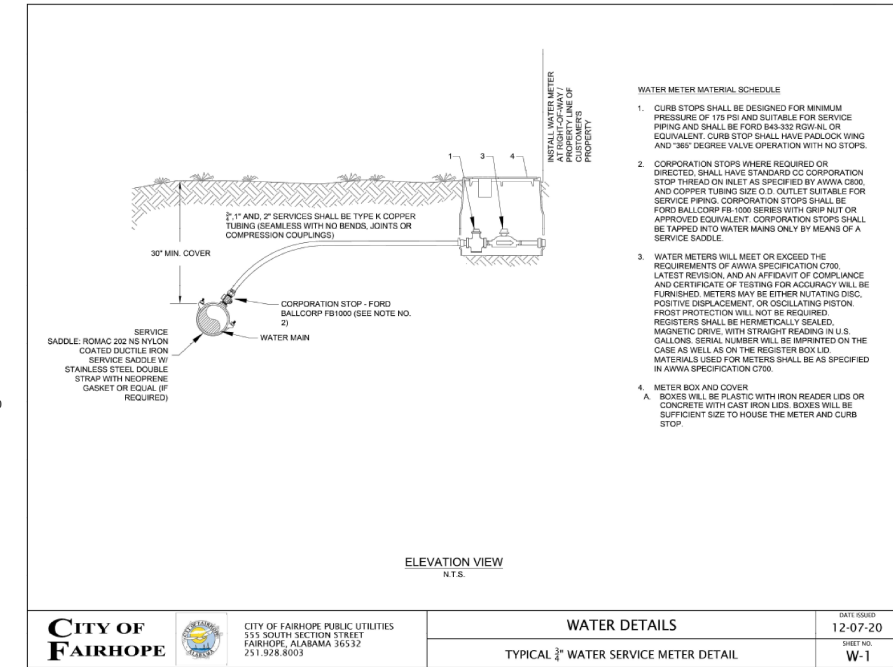 INSTALL WATER METER
AT RIGHT-OF-WAY /
PROPERTY LINE OF
CUSTOMER'S
PROPERTY
1
3
4
¾",1" AND, 2" SERVICES SHALL BE TYPE K COPPER
TUBING (SEAMLESS WITH NO BENDS, JOINTS OR
COMPRESSION COUPLINGS)
30" MIN. COVER
CORPORATION STOP - FORD
BALLCORP FB1000 (SEE NOTE NO.
2)
WATER MAIN
SERVICE
SADDLE: ROMAC 202 NS NYLON
COATED DUCTILE IRON
SERVICE SADDLE W/
STAINLESS STEEL DOUBLE
STRAP WITH NEOPRENE
GASKET OR EQUAL (IF
REQUIRED)
WATER METER MATERIAL SCHEDULE
1. CURB STOPS SHALL BE DESIGNED FOR MINIMUM
PRESSURE OF 175 PSI AND SUITABLE FOR SERVICE
PIPING AND SHALL BE FORD B43-332 RGW-NL OR
EQUIVALENT. CURB STOP SHALL HAVE PADLOCK WING
AND "365" DEGREE VALVE OPERATION WITH NO STOPS.
2. CORPORATION STOPS WHERE REQUIRED OR
DIRECTED, SHALL HAVE STANDARD CC CORPORATION
STOP THREAD ON INLET AS SPECIFIED BY AWWA C800,
AND COPPER TUBING SIZE O.D. OUTLET SUITABLE FOR
SERVICE PIPING. CORPORATION STOPS SHALL BE
FORD BALLCORP FB-1000 SERIES WITH GRIP NUT OR
APPROVED EQUIVALENT. CORPORATION STOPS SHALL
BE TAPPED INTO WATER MAINS ONLY BY MEANS OF A
SERVICE SADDLE.
3. WATER METERS WILL MEET OR EXCEED THE
REQUIREMENTS OF AWWA SPECIFICATION C700,
LATEST REVISION, AND AN AFFIDAVIT OF COMPLIANCE
AND CERTIFICATE OF TESTING FOR ACCURACY WILL BE
FURNISHED. METERS MAY BE EITHER NUTATING DISC,
POSITIVE DISPLACEMENT, OR OSCILLATING PISTON.
FROST PROTECTION WILL NOT BE REQUIRED.
REGISTERS SHALL BE HERMETICALLY SEALED,
MAGNETIC DRIVE, WITH STRAIGHT READING IN U.S.
GALLONS. SERIAL NUMBER WILL BE IMPRINTED ON THE
CASE AS WELL AS ON THE REGISTER BOX LID.
MATERIALS USED FOR METERS SHALL BE AS SPECIFIED
IN AWWA SPECIFICATION C700.
4. METER BOX AND COVER
A. BOXES WILL BE PLASTIC WITH IRON READER LIDS OR
CONCRETE WITH CAST IRON LIDS. BOXES WILL BE
SUFFICIENT SIZE TO HOUSE THE METER AND CURB
STOP.
ELEVATION VIEW
N.T.S.
CITY OF
FAIRHOPE
CITY OF FAIRHOPE PUBLIC UTILITIES
555 SOUTH SECTION STREET
FAIRHOPE, ALABAMA 36532
251.928.8003
WATER DETAILS
TYPICAL ¾" WATER SERVICE METER DETAIL
DATE ISSUED
12-07-20
SHEET NO.
W-1